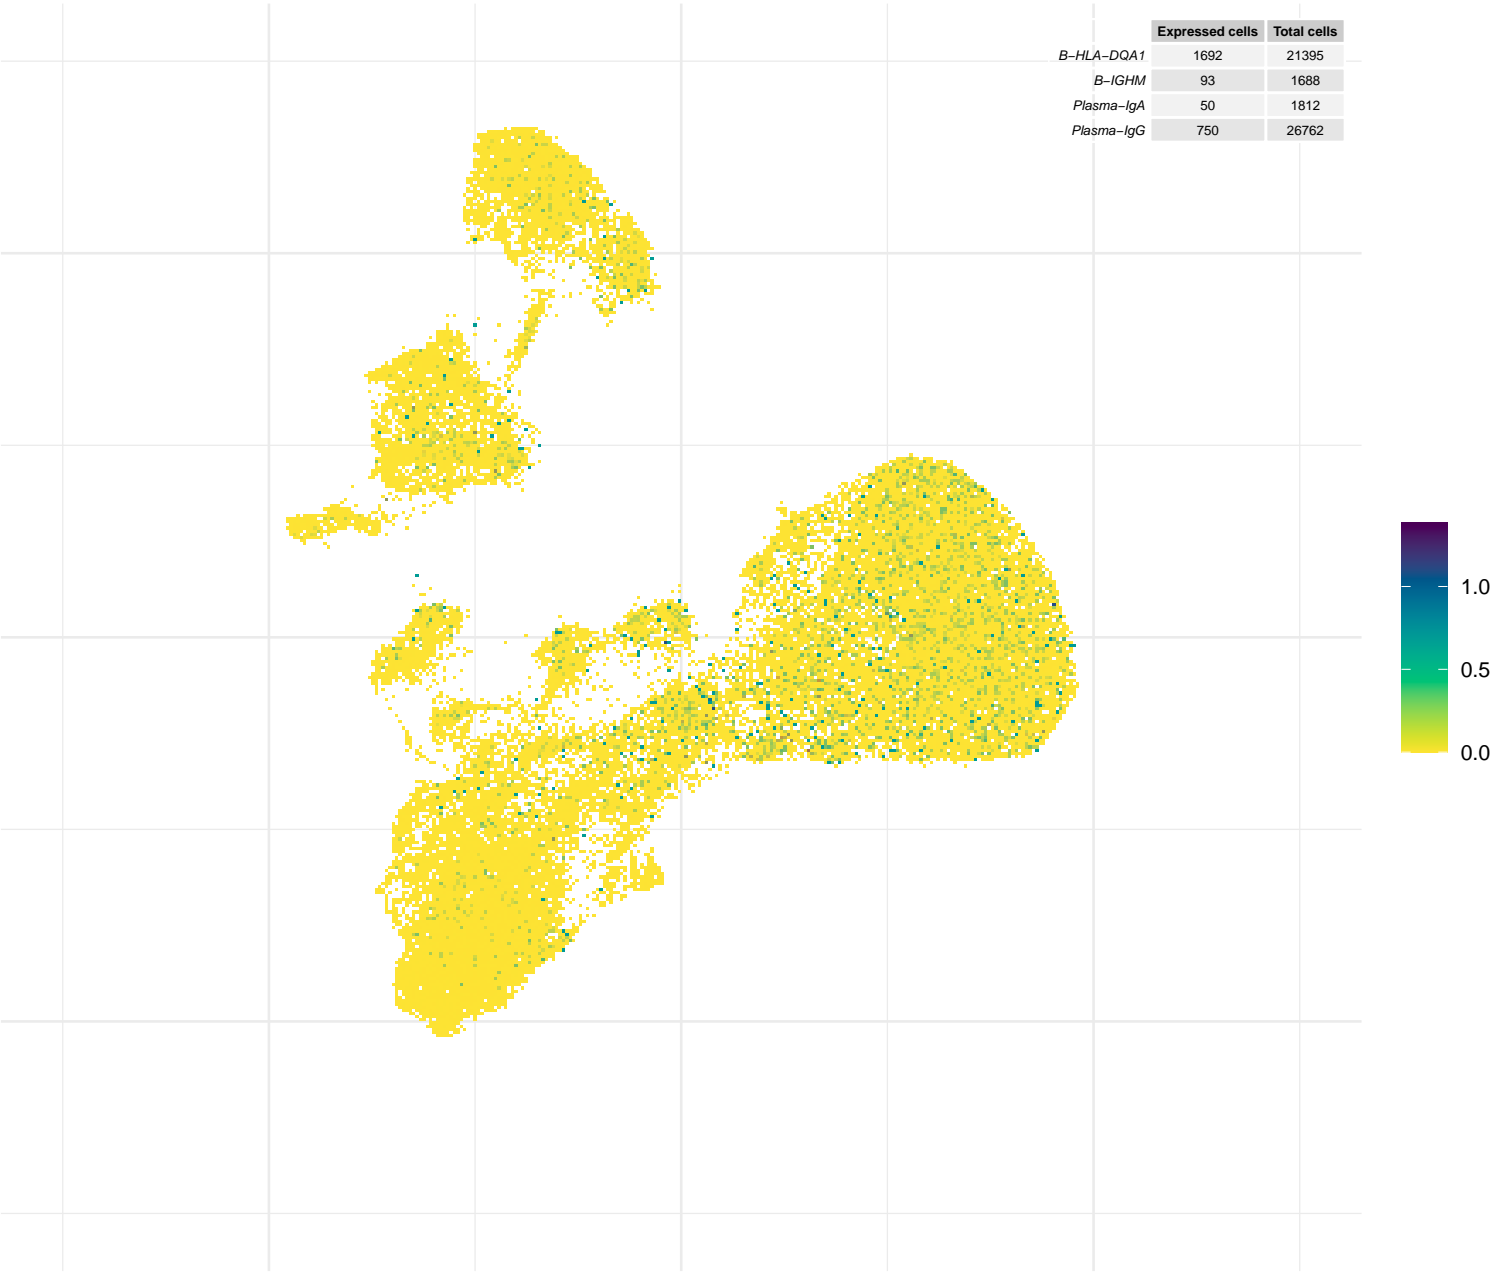 Expressed cells Total cells
B−HLA−DQA1 1692 21395
B−IGHM 93 1688
Plasma−IgA 50 1812
Plasma−IgG 750 26762
1.0
0.5
0.0